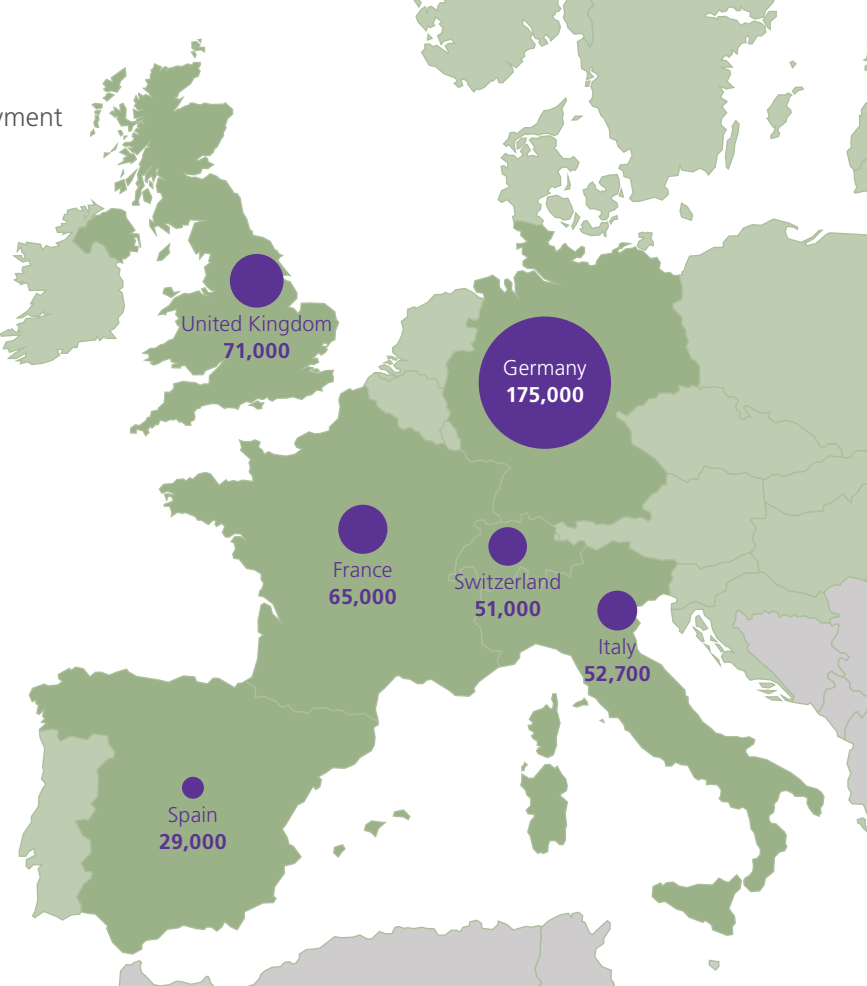 United Kingdom
71,000
Germany
175,000
France
65,000
Switzerland
51,000
Italy
52,700
Spain
29,000